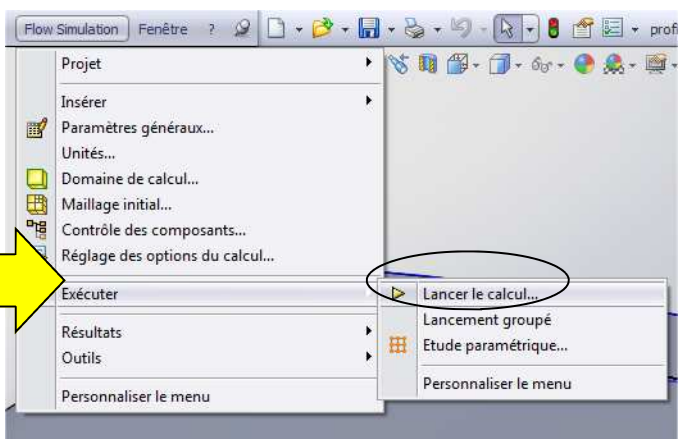 Flow Simulation Fenêtre ? profi
Projet
Insérer
Paramètres généraux...
Unités...
Domaine de calcul...
Maillage initial...
Contrôle des composants...
Réglage des options du calcul...
Exécuter
Lancer le calcul...
Lancement groupé
Etude paramétrique...
Personnaliser le menu
Résultats
Outils
Personnaliser le menu